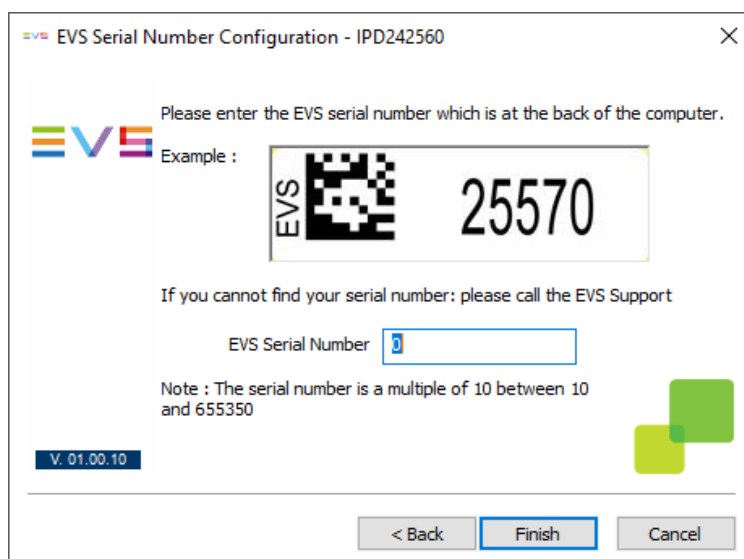 EVS EVS Serial Number Configuration - IPD242560
EVS
Please enter the EVS serial number which is at the back of the computer.
Example :
EVS
25570
If you cannot find your serial number: please call the EVS Support
EVS Serial Number 0
Note : The serial number is a multiple of 10 between 10
and 655350
V. 01.00.10
< Back Finish Cancel